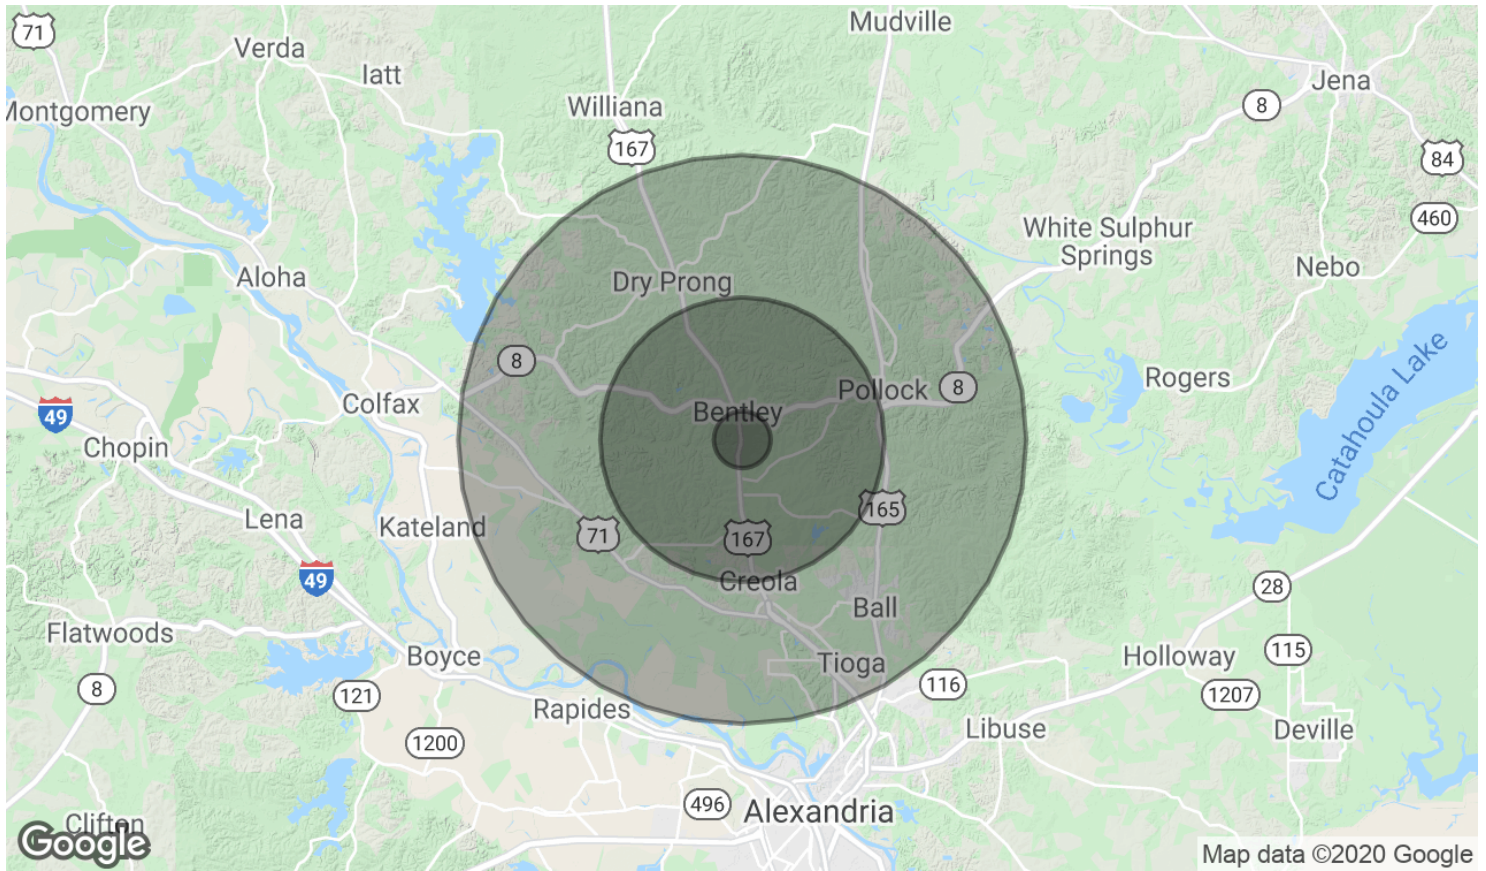 Mudville
71
Verda
Iatt
Jena
Montgomery
Williana
8
167
84
460
White Sulphur
Springs
Nebo
Aloha
Dry Prong
8
Pollock
8
Rogers
Catahoula Lake
49
Colfax
Bentley
Chopin
165
Lena
Kateland
71
167
49
Creola
28
Ball
Flatwoods
Boyce
Tioga
Holloway
115
8
121
116
1207
Rapides
Libuse
Deville
1200
496
Alexandria
Clifton
Google
Map data ©2020 Google